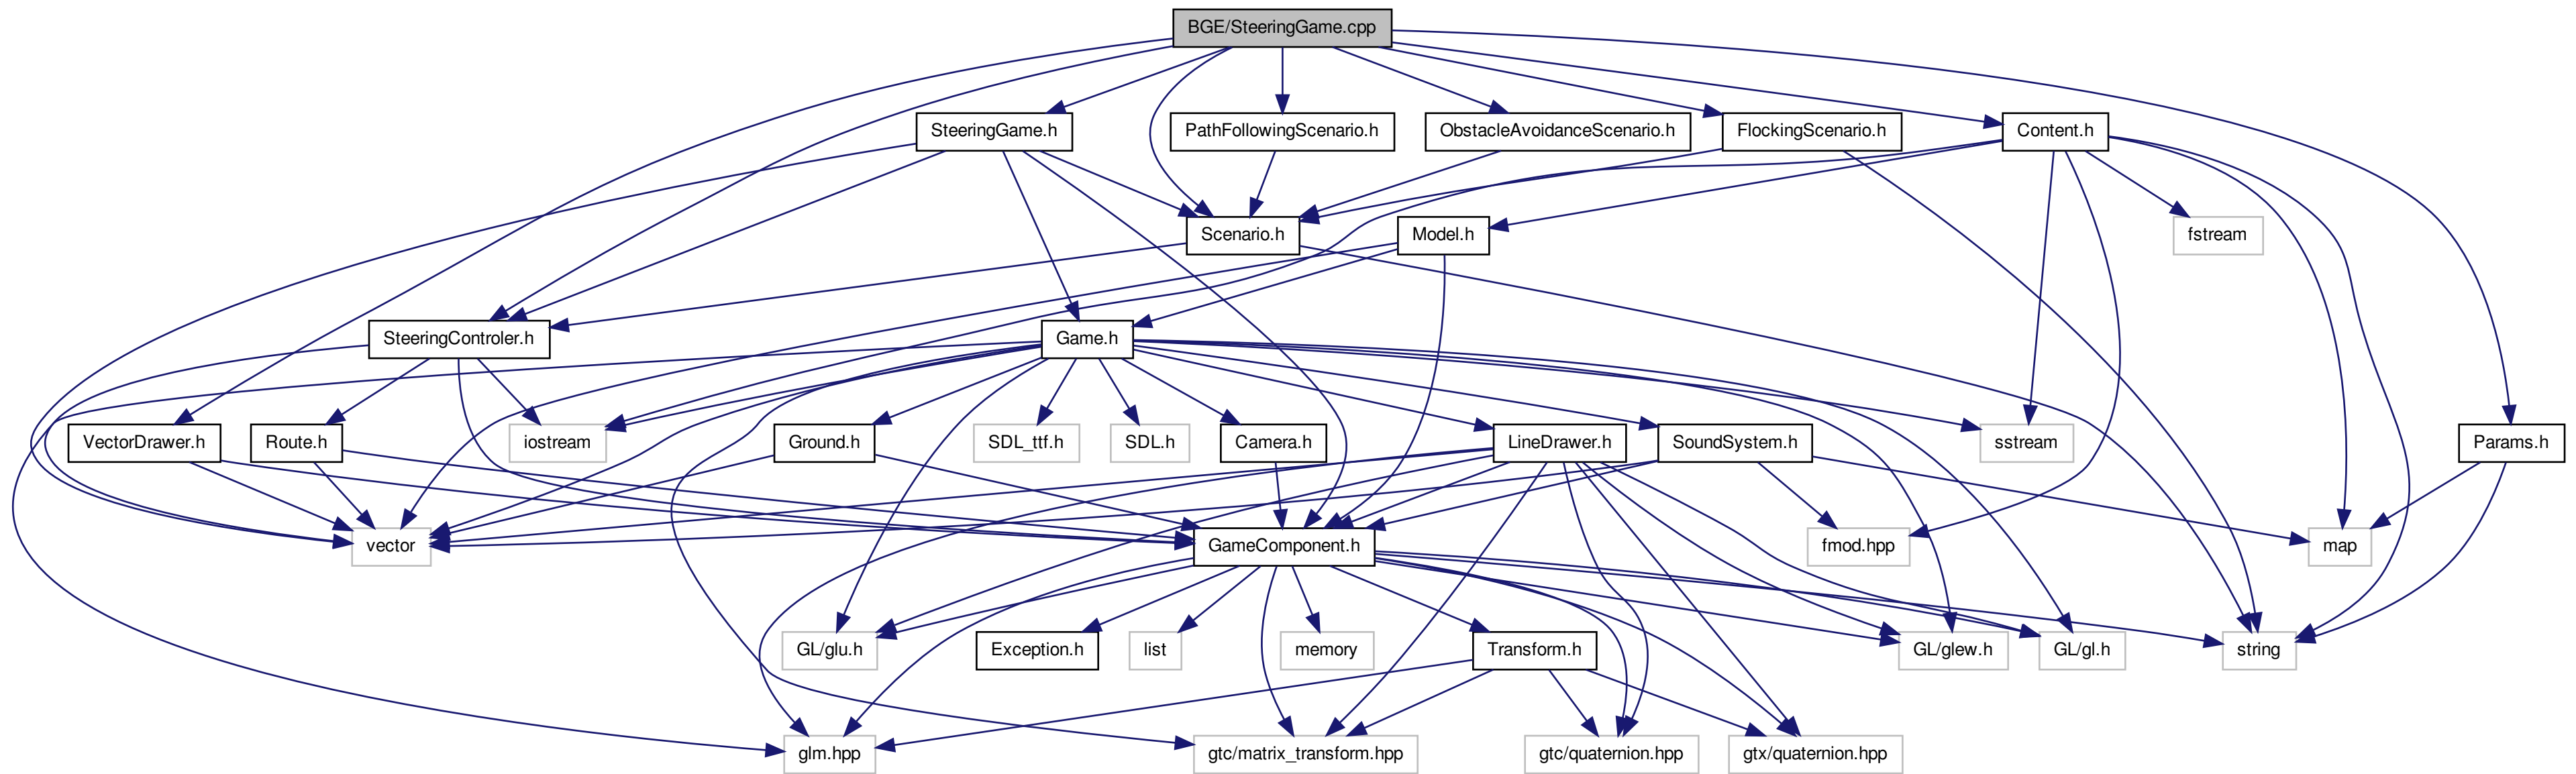 BGE/SteeringGame.cpp
SteeringGame.h
PathFollowingScenario.h
ObstacleAvoidanceScenario.h
FlockingScenario.h
Content.h
Scenario.h
Model.h
fstream
SteeringControler.h
Game.h
VectorDrawer.h
Route.h
iostream
Ground.h
SDL_ttf.h
SDL.h
Camera.h
LineDrawer.h
SoundSystem.h
sstream
Params.h
vector
GameComponent.h
fmod.hpp
map
GL/glu.h
Exception.h
list
memory
Transform.h
GL/glew.h
GL/gl.h
string
glm.hpp
gtc/matrix_transform.hpp
gtc/quaternion.hpp
gtx/quaternion.hpp